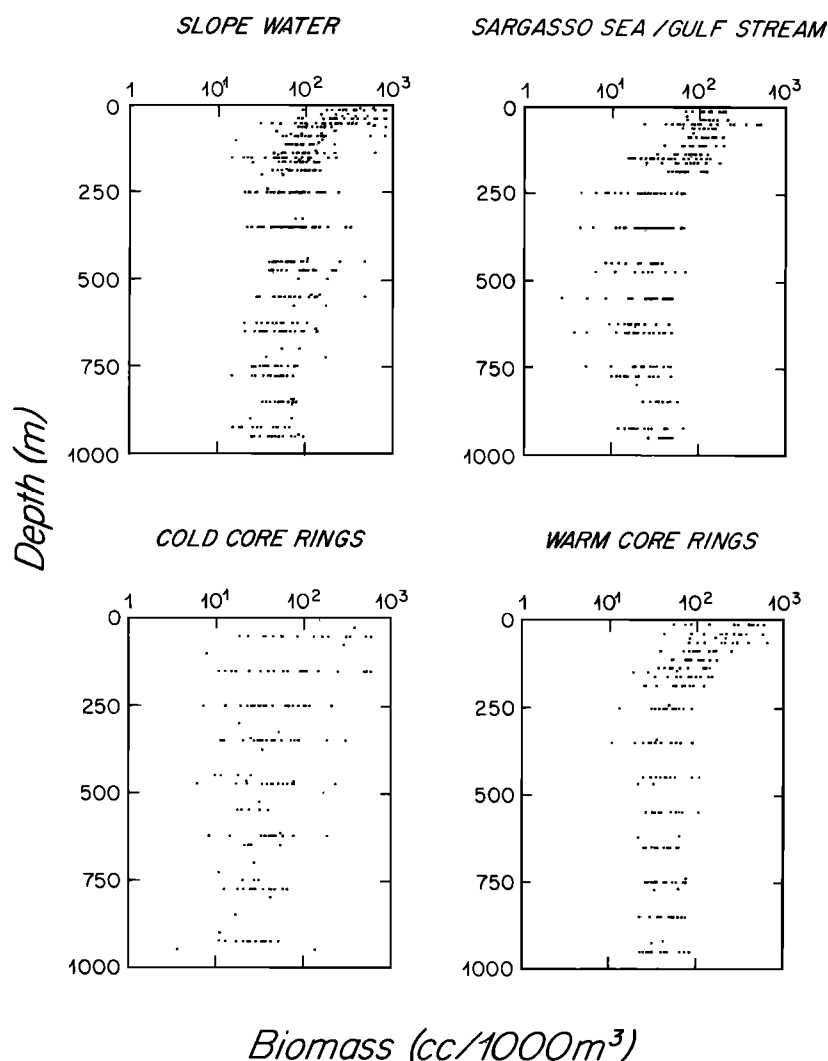 SLOPE WATER
SARGASSO SEA / GULF STREAM
1 10¹ 10² 10³
1 10¹ 10² 10³
0
250
500
750
1000
0
250
500
750
1000
Depth (m)
COLD CORE RINGS
WARM CORE RINGS
1 10¹ 10² 10³
1 10¹ 10² 10³
0
250
500
750
1000
0
250
500
750
1000
Biomass (cc/1000m³)